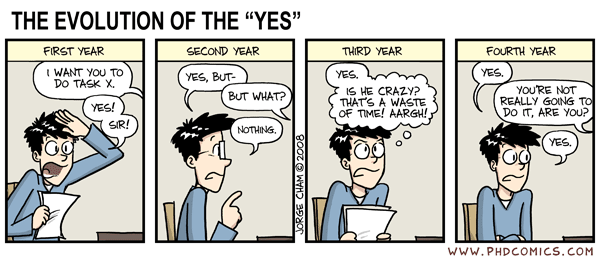 THE EVOLUTION OF THE “YES”
FIRST YEAR
I WANT YOU TO
DO TASK X.
YES!
SIR!
SECOND YEAR
YES, BUT-
BUT WHAT?
NOTHING.
JORGE CHAM © 2008
THIRD YEAR
YES.
IS HE CRAZY?
THAT'S A WASTE
OF TIME! AARGH!
FOURTH YEAR
YES.
YOU'RE NOT
REALLY GOING TO
DO IT, ARE YOU?
YES.
WWW.PHDCOMICS.COM